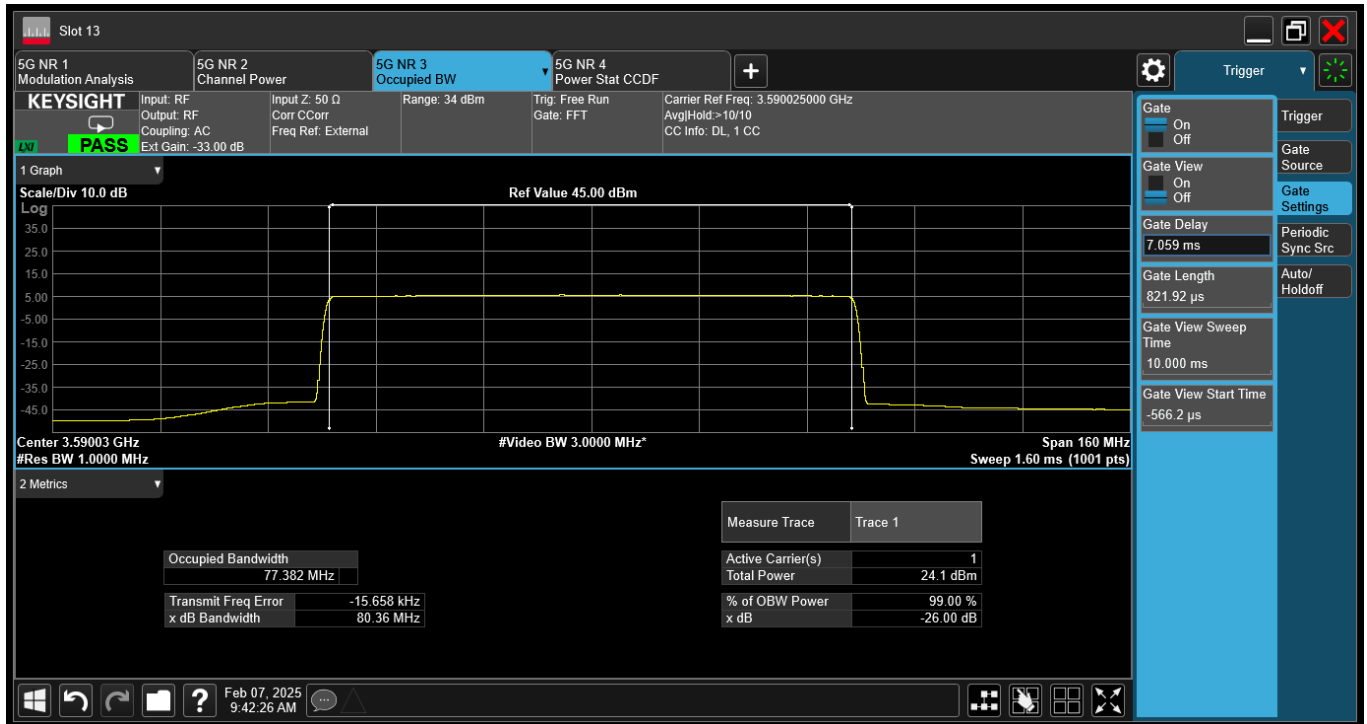 Slot 13
5G NR 1
Modulation Analysis
5G NR 2
Channel Power
5G NR 3
Occupied BW
5G NR 4
Power Stat CCDF
Trigger
KEYSIGHT
LXI
PASS
Input: RF
Output: RF
Coupling: AC
Ext Gain: -33.00 dB
Input Z: 50 Ω
Corr CCorr
Freq Ref: External
Range: 34 dBm
Trig: Free Run
Gate: FFT
Carrier Ref Freq: 3.590025000 GHz
Avg|Hold:>10/10
CC Info: DL, 1 CC
1 Graph
Scale/Div 10.0 dB
Ref Value 45.00 dBm
Log
35.0
25.0
15.0
5.00
-5.00
-15.0
-25.0
-35.0
-45.0
Center 3.59003 GHz
#Video BW 3.0000 MHz*
Span 160 MHz
#Res BW 1.0000 MHz
Sweep 1.60 ms (1001 pts)
2 Metrics
Measure Trace
Trace 1
Occupied Bandwidth
77.382 MHz
Active Carrier(s)
1
Total Power
24.1 dBm
Transmit Freq Error
-15.658 kHz
x dB Bandwidth
80.36 MHz
% of OBW Power
99.00 %
x dB
-26.00 dB
Gate
On
Off
Gate View
On
Off
Gate Delay
7.059 ms
Gate Length
821.92 µs
Gate View Sweep
Time
10.000 ms
Gate View Start Time
-566.2 µs
Trigger
Gate
Source
Gate
Settings
Periodic
Sync Src
Auto/
Holdoff
?
Feb 07, 2025
9:42:26 AM